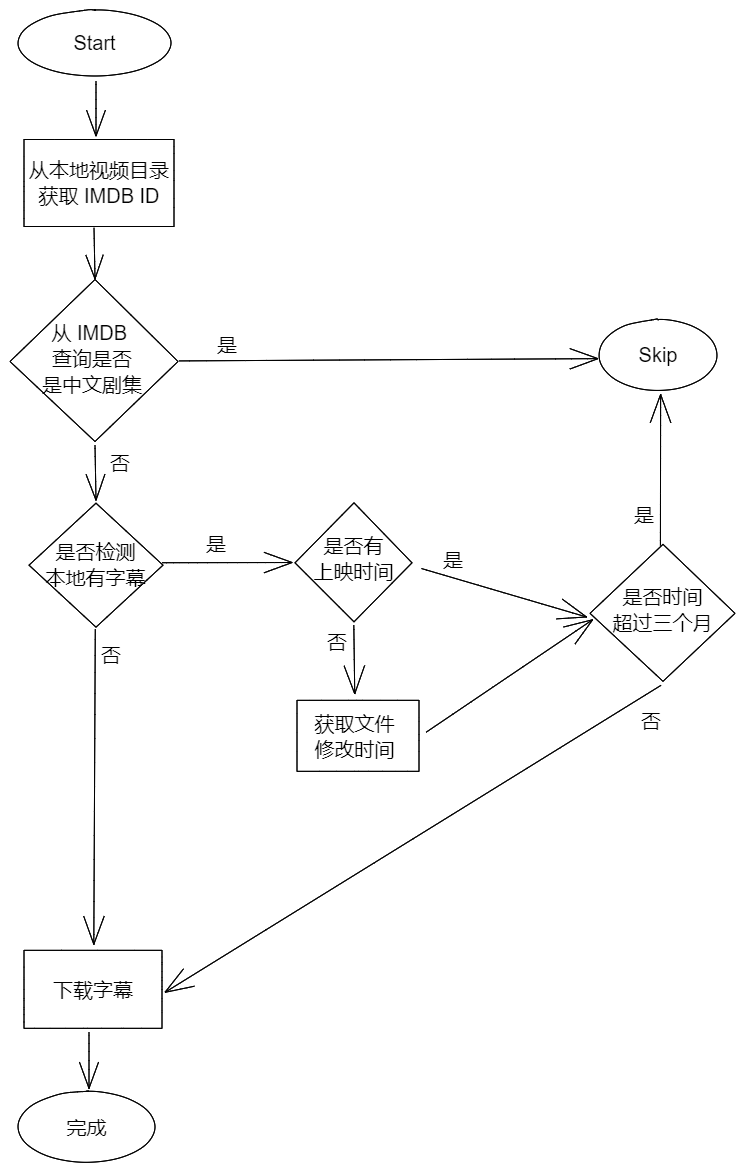 Start
从本地视频目录
获取 IMDB ID
从 IMDB
查询是否
是中文剧集
是
Skip
否
是否检测
本地有字幕
是
是否有
上映时间
是
是
是否时间
超过三个月
否
否
获取文件
修改时间
否
下载字幕
完成